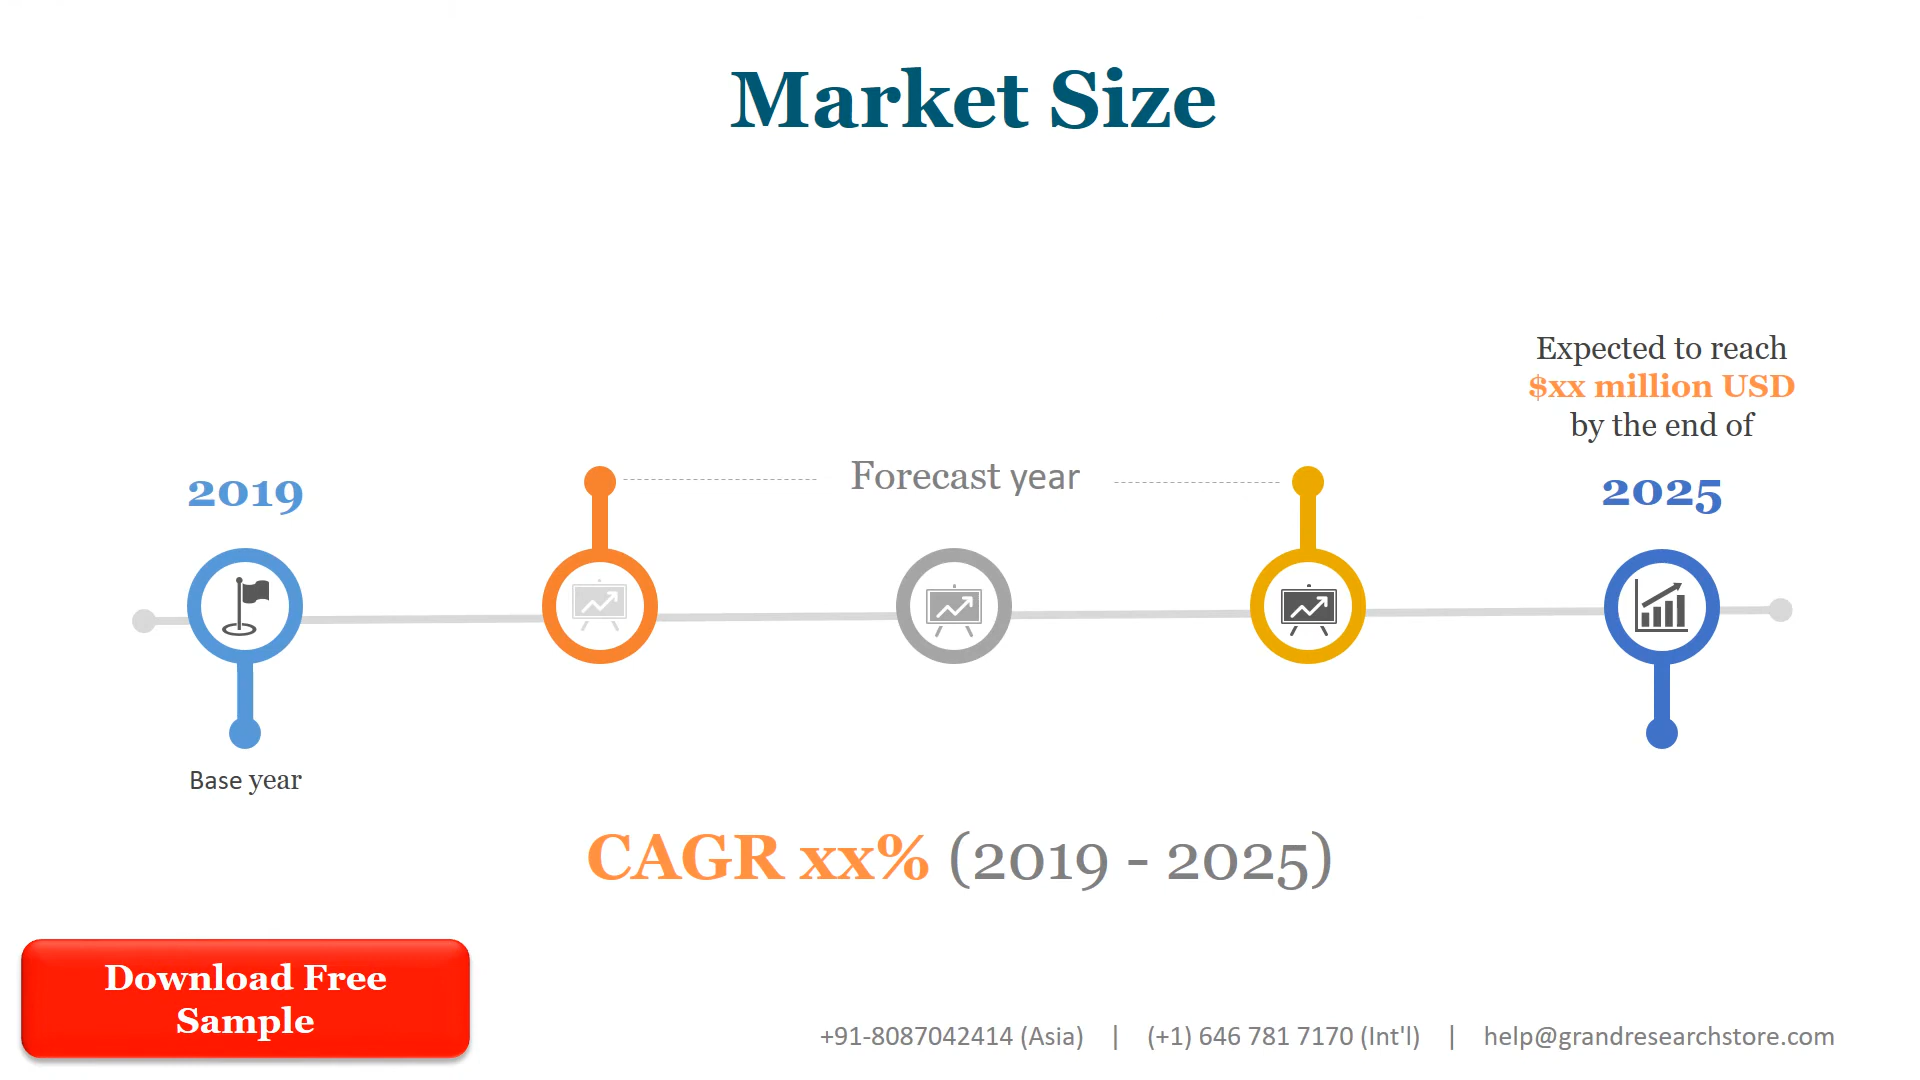 Market Size
Expected to reach
$xx million USD
by the end of
2019
Forecast year
2025
Base year
CAGR xx% (2019 - 2025)
Download Free
Sample
+91-8087042414 (Asia) | (+1) 646 781 7170 (Int'l) | help@grandresearchstore.com